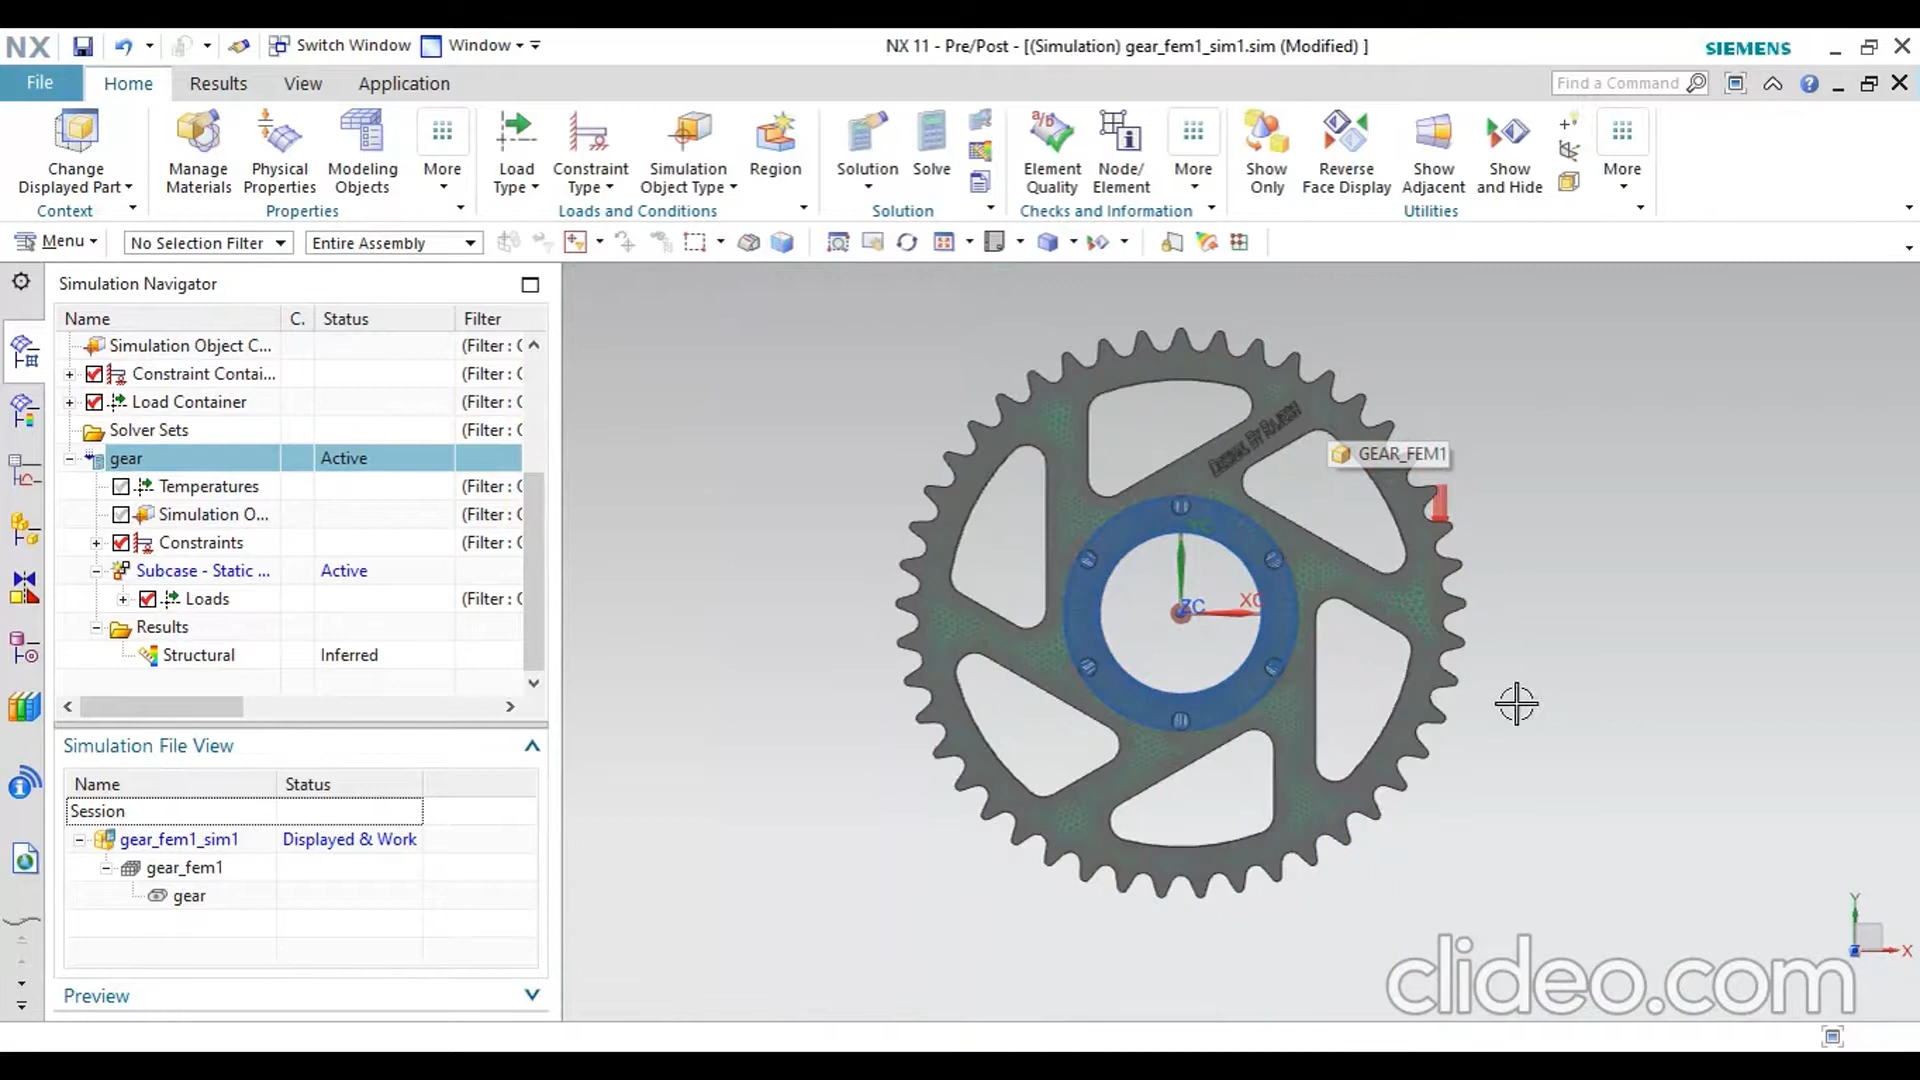 NX
Switch Window
Window
NX 11 - Pre/Post - [(Simulation) gear_fem1_sim1.sim (Modified) ]
SIEMENS
File
Home
Results
View
Application
Find a Command
Change
Displayed Part
Manage
Materials
Physical
Properties
Modeling
Objects
More
Load
Type
Constraint
Type
Simulation
Object Type
Region
Solution
Solve
Element
Quality
Node/
Element
More
Show
Only
Reverse
Face Display
Show
Adjacent
Show
and Hide
More
Context
Properties
Loads and Conditions
Solution
Checks and Information
Utilities
Menu
No Selection Filter
Entire Assembly
Simulation Navigator
Name
C.
Status
Filter
Simulation Object C...
(Filter : C
Constraint Contai...
(Filter : C
Load Container
(Filter : C
Solver Sets
gear
Active
Temperatures
(Filter : C
Simulation O...
(Filter : C
Constraints
(Filter : C
Subcase - Static ...
Active
Loads
(Filter : C
Results
Structural
Inferred
Simulation File View
Name
Status
Session
gear_fem1_sim1
Displayed & Work
gear_fem1
gear
Preview
GEAR_FEM1
YC
ZC
XC
Y
X
clideo.com